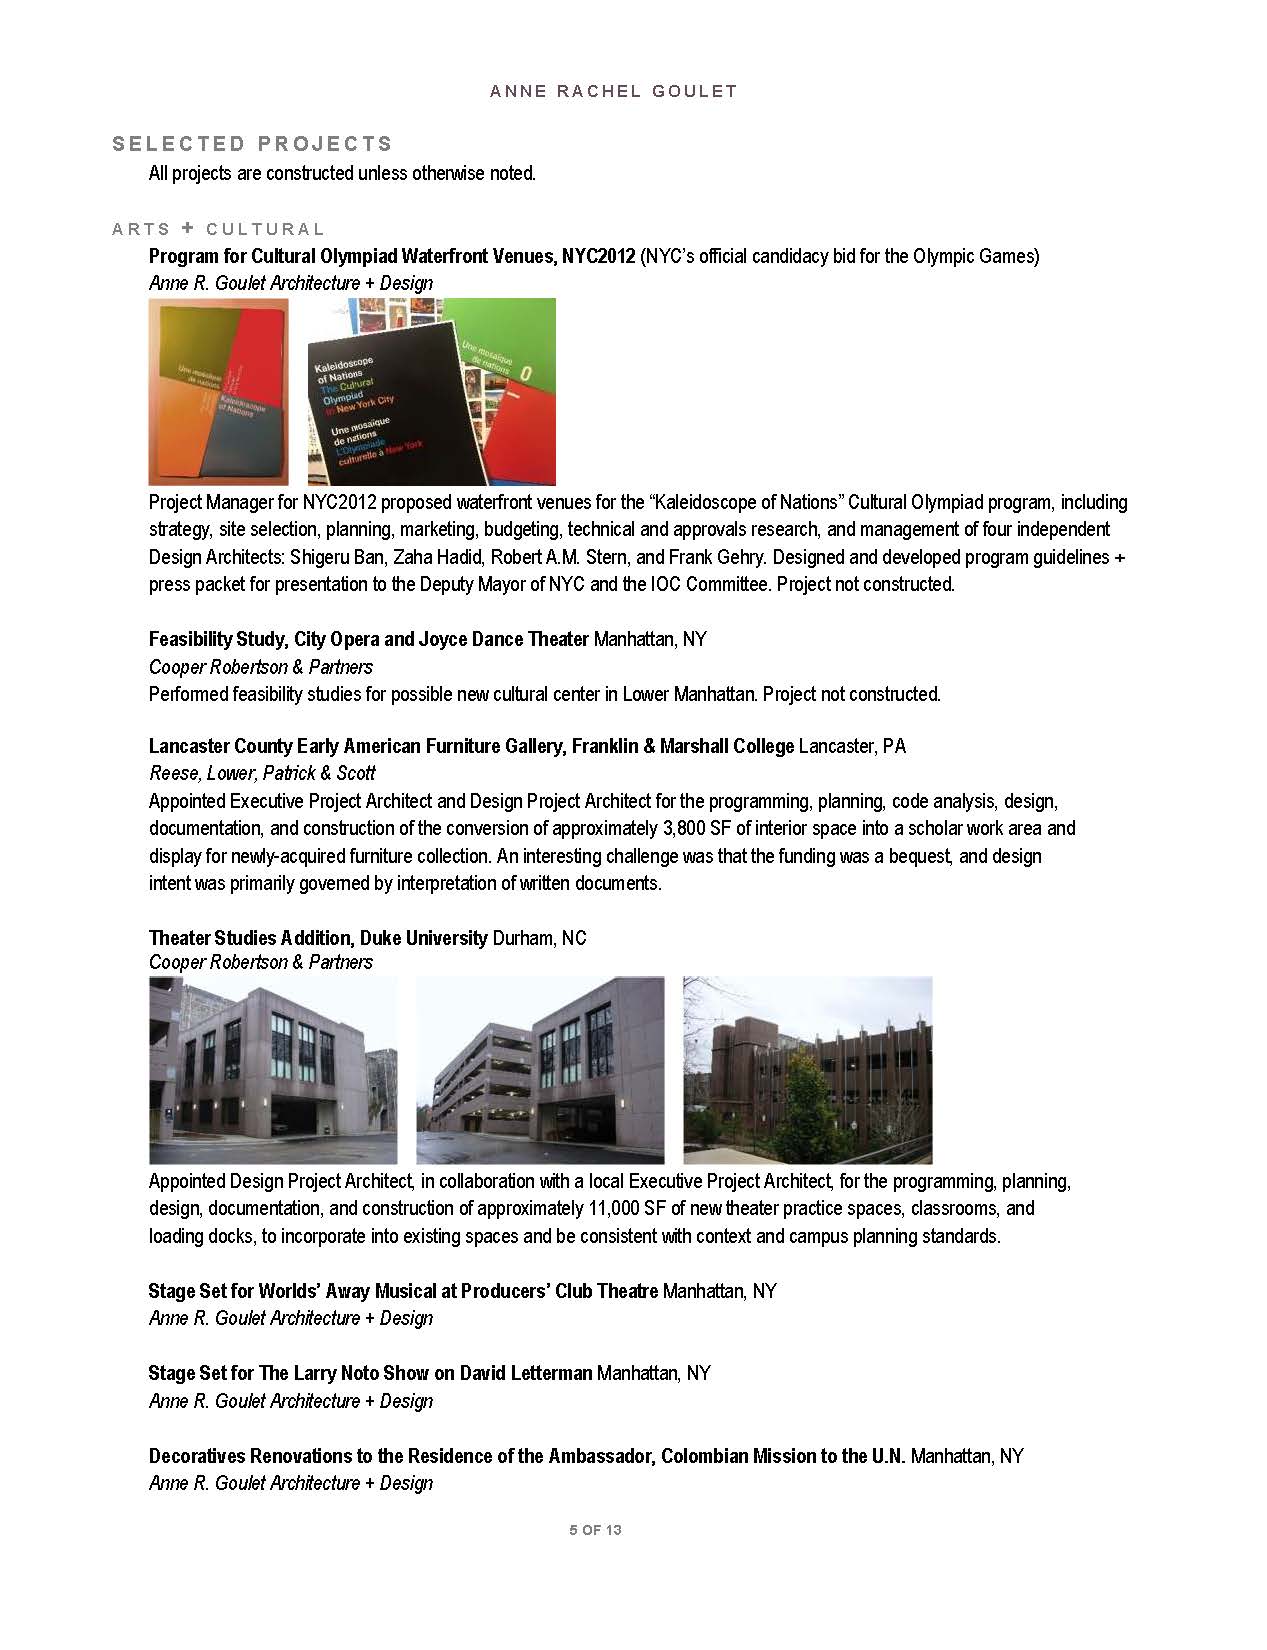 ANNE RACHEL GOULET
SELECTED PROJECTS
All projects are constructed unless otherwise noted.
ARTS + CULTURAL
Program for Cultural Olympiad Waterfront Venues, NYC2012 (NYC’s official candidacy bid for the Olympic Games)
Anne R. Goulet Architecture + Design
Une mosaïque
de nations
Kaleidoscope
of Nations
Kaleidoscope
of Nations
The Cultural
Olympiad
in New York City
Une mosaïque
de nations
L'Olympiade
culturelle à New York
Une mosaïque
de nations
Project Manager for NYC2012 proposed waterfront venues for the “Kaleidoscope of Nations” Cultural Olympiad program, including
strategy, site selection, planning, marketing, budgeting, technical and approvals research, and management of four independent
Design Architects: Shigeru Ban, Zaha Hadid, Robert A.M. Stern, and Frank Gehry. Designed and developed program guidelines +
press packet for presentation to the Deputy Mayor of NYC and the IOC Committee. Project not constructed.
Feasibility Study, City Opera and Joyce Dance Theater Manhattan, NY
Cooper Robertson & Partners
Performed feasibility studies for possible new cultural center in Lower Manhattan. Project not constructed.
Lancaster County Early American Furniture Gallery, Franklin & Marshall College Lancaster, PA
Reese, Lower, Patrick & Scott
Appointed Executive Project Architect and Design Project Architect for the programming, planning, code analysis, design,
documentation, and construction of the conversion of approximately 3,800 SF of interior space into a scholar work area and
display for newly-acquired furniture collection. An interesting challenge was that the funding was a bequest, and design
intent was primarily governed by interpretation of written documents.
Theater Studies Addition, Duke University Durham, NC
Cooper Robertson & Partners
Appointed Design Project Architect, in collaboration with a local Executive Project Architect, for the programming, planning,
design, documentation, and construction of approximately 11,000 SF of new theater practice spaces, classrooms, and
loading docks, to incorporate into existing spaces and be consistent with context and campus planning standards.
Stage Set for Worlds’ Away Musical at Producers’ Club Theatre Manhattan, NY
Anne R. Goulet Architecture + Design
Stage Set for The Larry Noto Show on David Letterman Manhattan, NY
Anne R. Goulet Architecture + Design
Decoratives Renovations to the Residence of the Ambassador, Colombian Mission to the U.N. Manhattan, NY
Anne R. Goulet Architecture + Design
5 OF 13